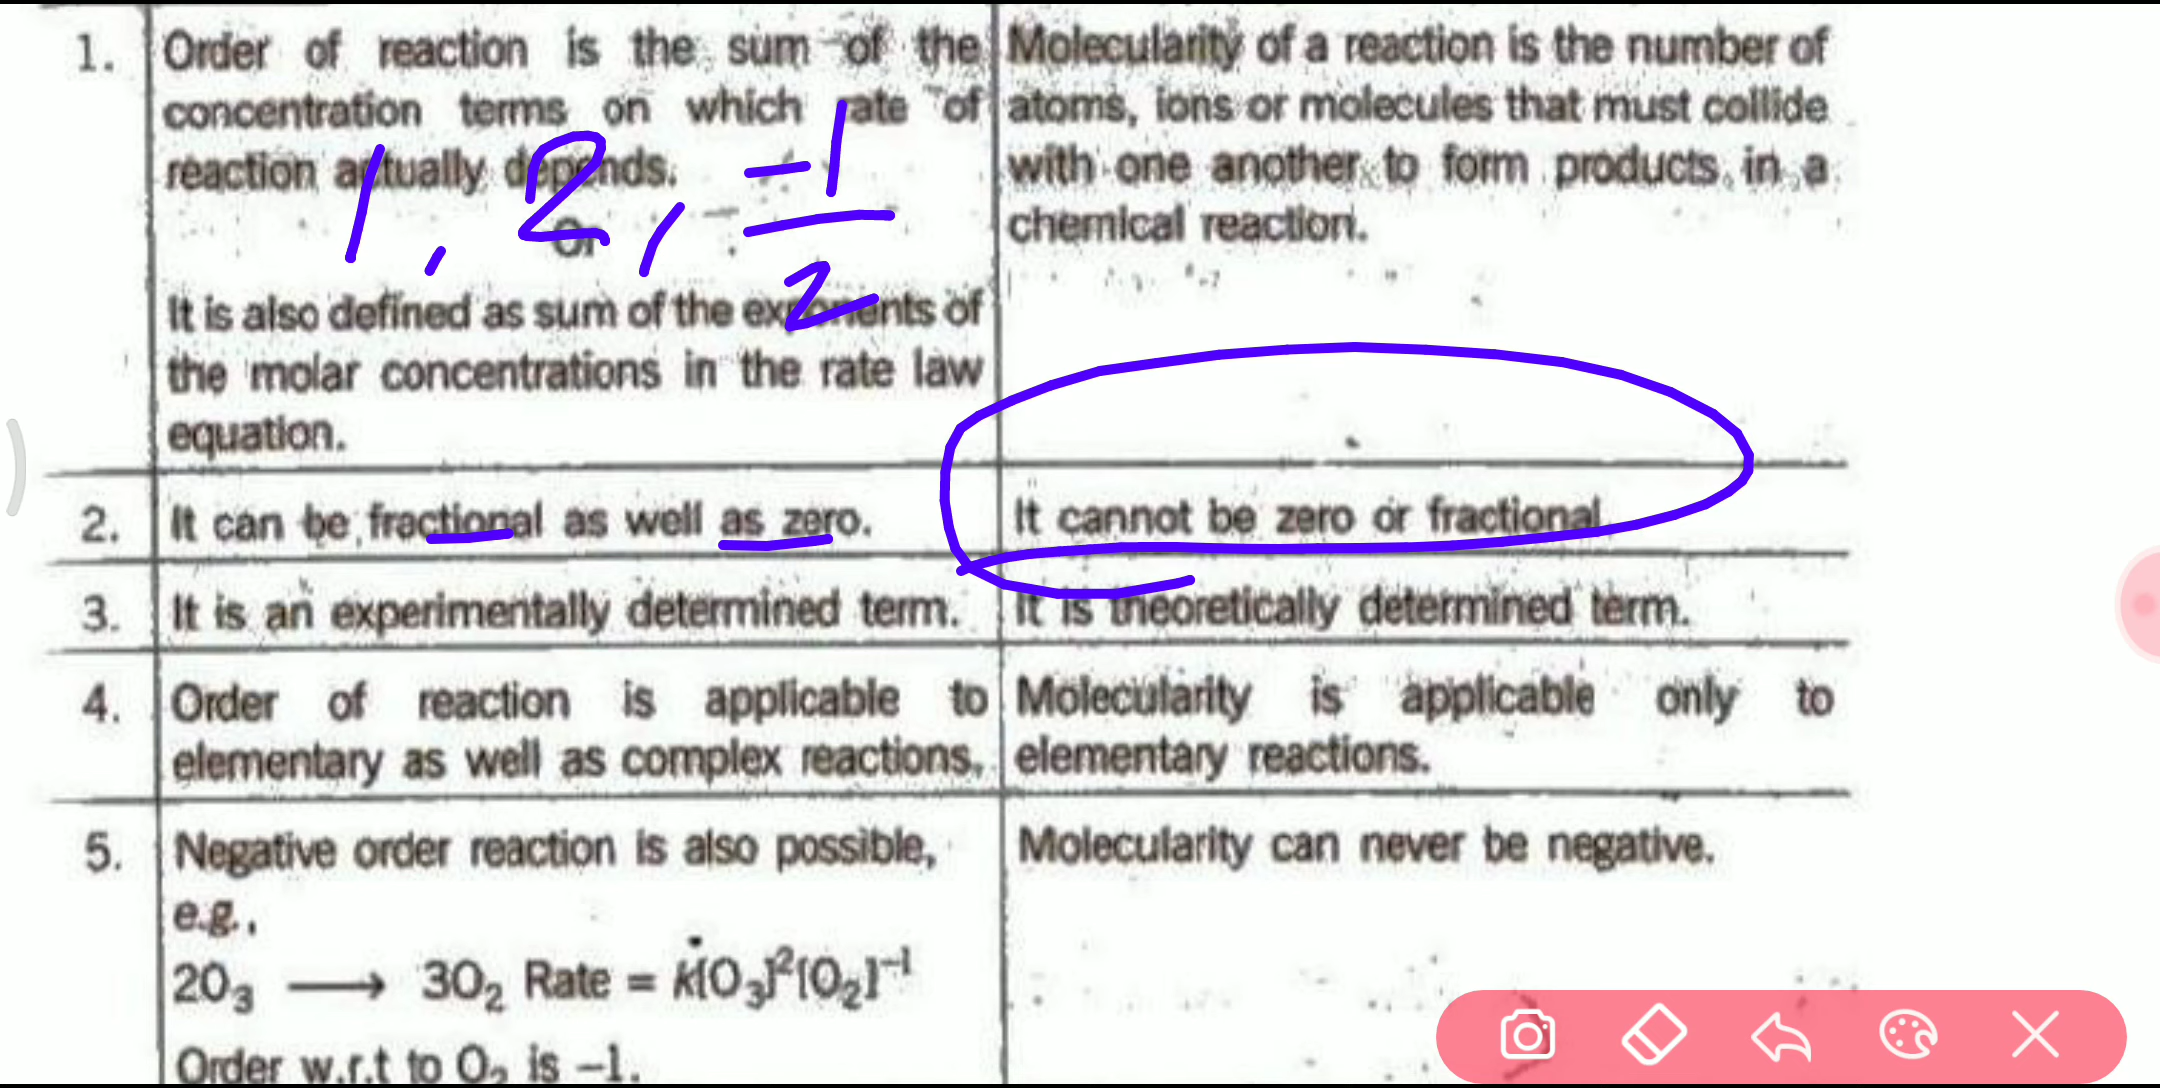 1. Order of reaction is the sum of the
concentration terms on which rate of
reaction actually depends.
Or
It is also defined as sum of the exponents of
the molar concentrations in the rate law
equation.
Molecularity of a reaction is the number of
atoms, ions or molecules that must collide
with one another to form products in a
chemical reaction.
1, 2, -1/2
2. It can be fractional as well as zero.
It cannot be zero or fractional
3. It is an experimentally determined term.
It is theoretically determined term.
4. Order of reaction is applicable to
elementary as well as complex reactions.
Molecularity is applicable only to
elementary reactions.
5. Negative order reaction is also possible,
e.g.,
2O₃ ⟶ 3O₂ Rate = k[O₃]²[O₂]⁻¹
Order w.r.t to O₂ is –1.
Molecularity can never be negative.